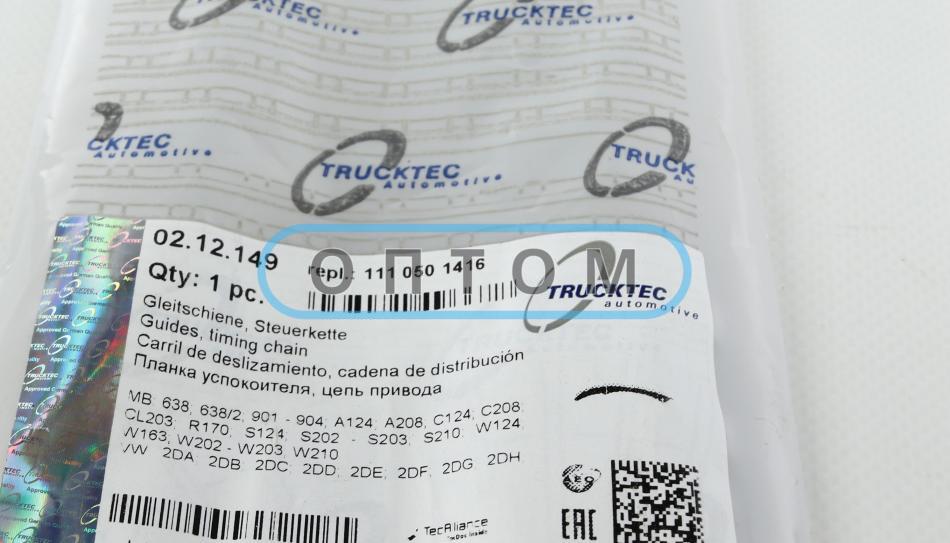 TRUCKTEC
Automotive
CKTEC
Automotive
TRUCKTEC
Automotive
TRUCK
Au
02.12.149
repl.: 111 050 1416
Qty: 1 pc.
ОПТОМ
TRUCKTEC
automotive
Gleitschiene, Steuerkette
Guides, timing chain
Carril de deslizamiento, cadena de distribución
Планка успокоителя, цепь привода
MB: 638; 638/2; 901 - 904; A124; A208; C124; C208;
CL203; R170; S124; S202 - S203; S210; W124;
W163; W202 - W203; W210
VW: 2DA; 2DB; 2DC; 2DD; 2DE; 2DF; 2DG; 2DH
EAC
TecAlliance
TecDoc Inside